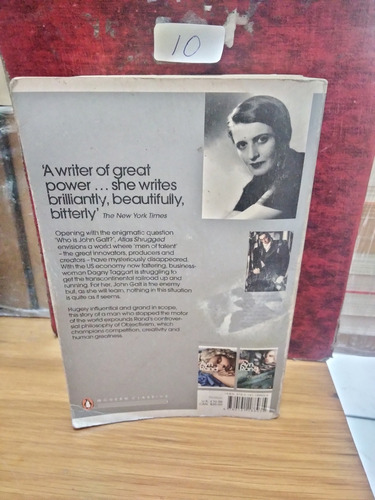 10
'A writer of great
power ... she writes
brilliantly, beautifully,
bitterly' The New York Times
Opening with the enigmatic question
'Who is John Galt?', Atlas Shrugged
envisions a world where 'men of talent'
– the great innovators, producers and
creators – have mysteriously disappeared.
With the US economy now faltering, business-
woman Dagny Taggart is struggling to
get the transcontinental railroad up and
running. For her, John Galt is the enemy
but, as she will learn, nothing in this situation
is quite as it seems.
Hugely influential and grand in scope,
this story of a man who stopped the motor
of the world expounds Rand's controver-
sial philosophy of Objectivism, which
champions competition, creativity and
human greatness.
MODERN CLASSICS